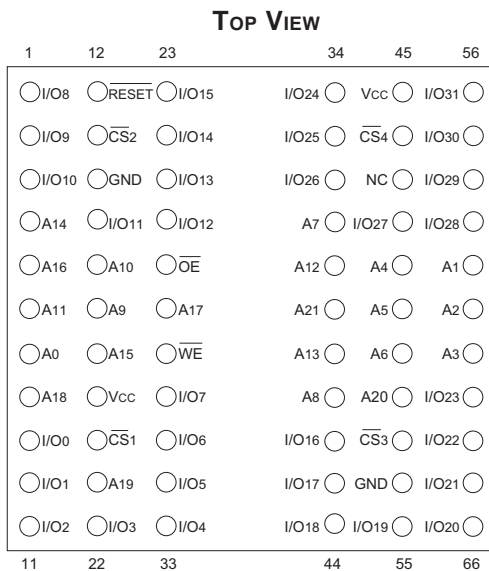 TOP VIEW
1 12 23 34 45 56
I/O8 RESET I/O15 I/O24 VCC I/O31
I/O9 CS2 I/O14 I/O25 CS4 I/O30
I/O10 GND I/O13 I/O26 NC I/O29
A14 I/O11 I/O12 A7 I/O27 I/O28
A16 A10 OE A12 A4 A1
A11 A9 A17 A21 A5 A2
A0 A15 WE A13 A6 A3
A18 VCC I/O7 A8 A20 I/O23
I/O0 CS1 I/O6 I/O16 CS3 I/O22
I/O1 A19 I/O5 I/O17 GND I/O21
I/O2 I/O3 I/O4 I/O18 I/O19 I/O20
11 22 33 44 55 66